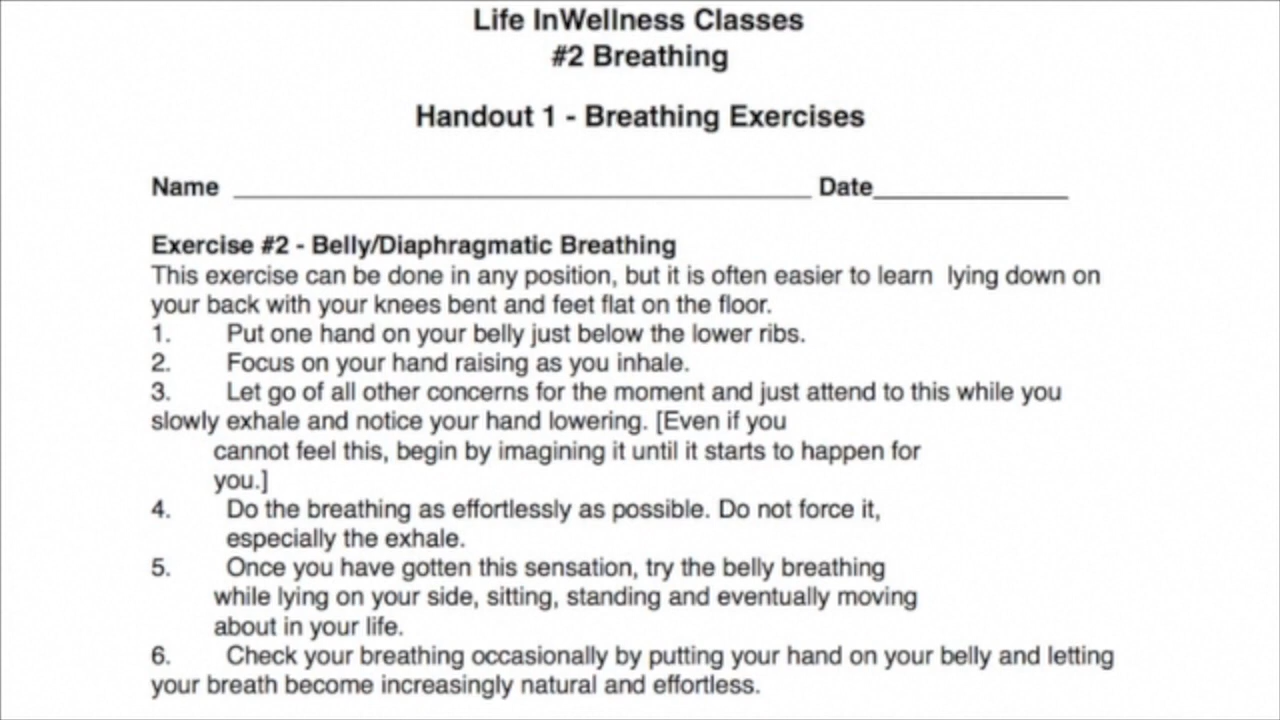 Life InWellness Classes
#2 Breathing
Handout 1 - Breathing Exercises
Name ______________________________________ Date_____________
Exercise #2 - Belly/Diaphragmatic Breathing
This exercise can be done in any position, but it is often easier to learn  lying down on
your back with your knees bent and feet flat on the floor.
1. Put one hand on your belly just below the lower ribs.
2. Focus on your hand raising as you inhale.
3. Let go of all other concerns for the moment and just attend to this while you
slowly exhale and notice your hand lowering. [Even if you
cannot feel this, begin by imagining it until it starts to happen for
you.]
4. Do the breathing as effortlessly as possible. Do not force it,
especially the exhale.
5. Once you have gotten this sensation, try the belly breathing
while lying on your side, sitting, standing and eventually moving
about in your life.
6. Check your breathing occasionally by putting your hand on your belly and letting
your breath become increasingly natural and effortless.